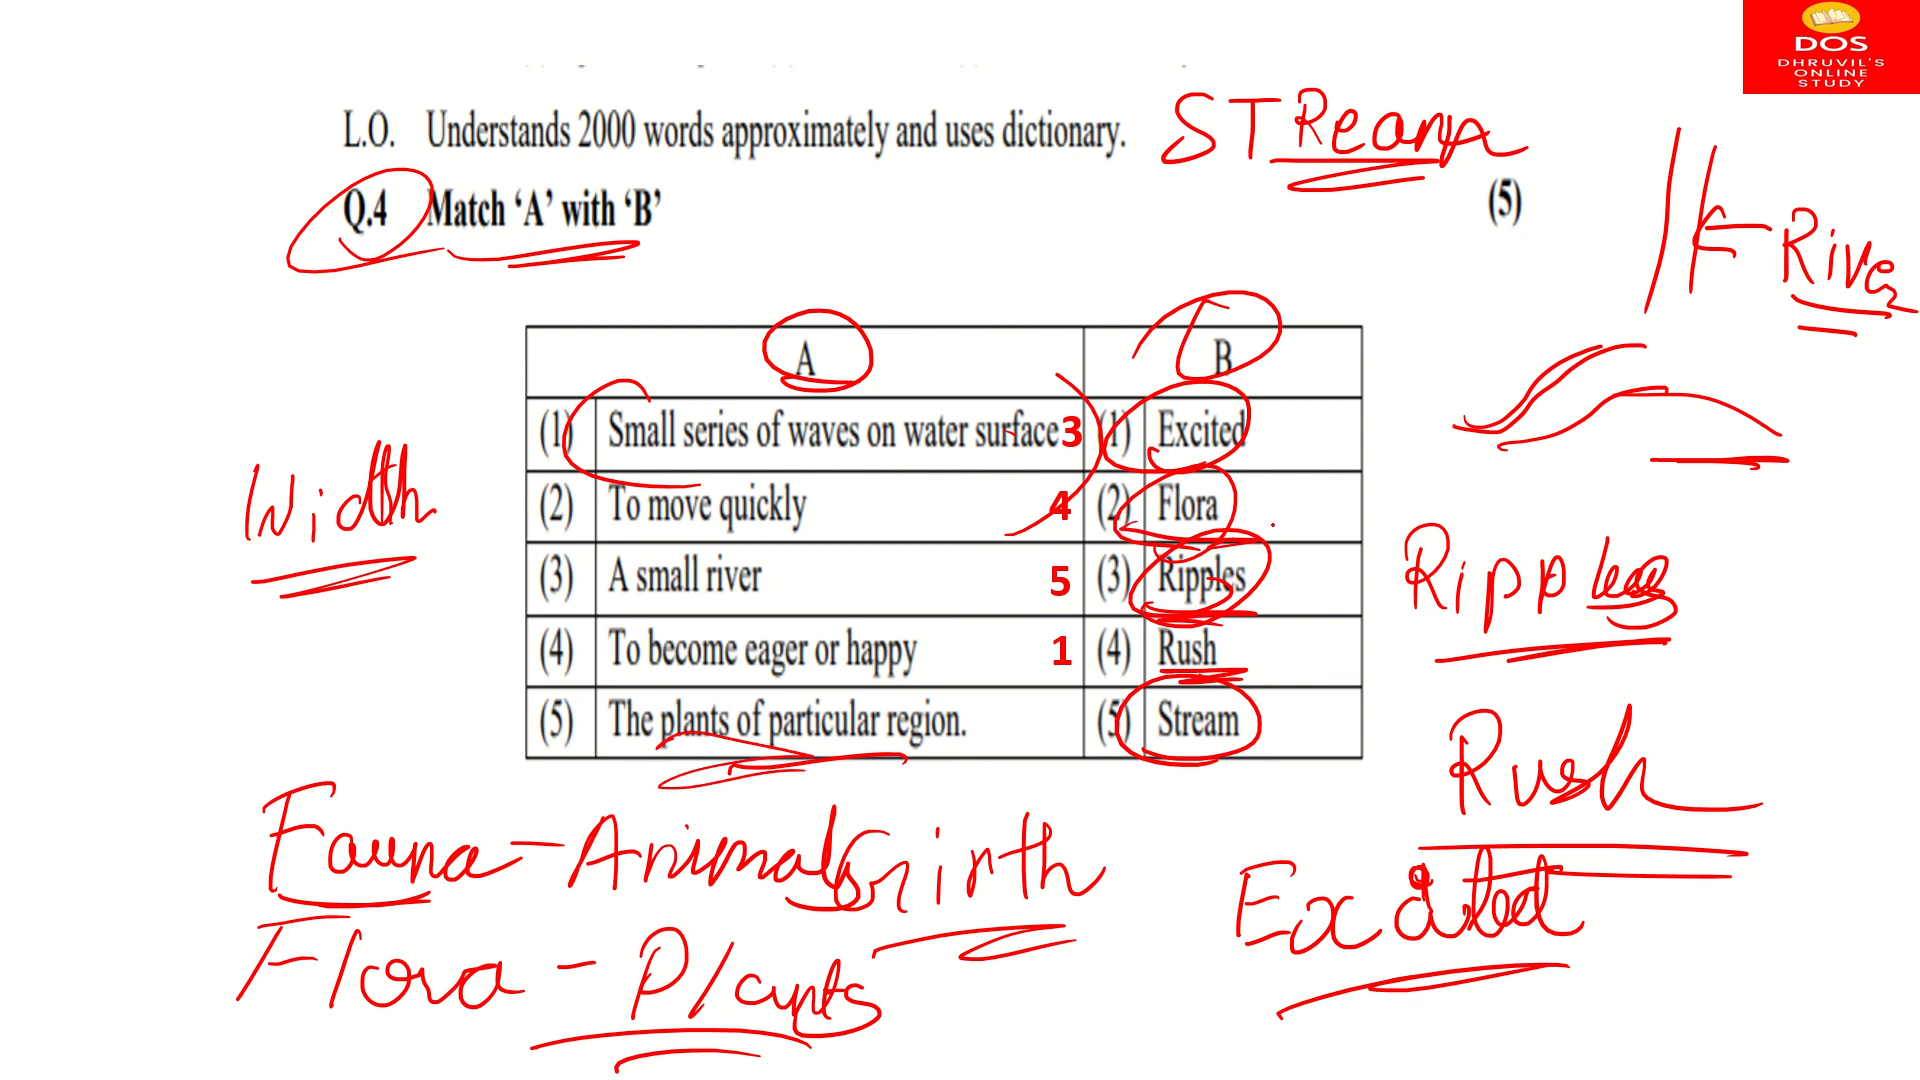 DOS
DHRUVIL'S
ONLINE
STUDY
L.O. Understands 2000 words approximately and uses dictionary.
STReam
Q.4 Match ‘A’ with ‘B’ (5)
River
A B
(1) Small series of waves on water surface 3 (1) Excited
(2) To move quickly 4 (2) Flora
(3) A small river 5 (3) Ripples
(4) To become eager or happy 1 (4) Rush
(5) The plants of particular region. (5) Stream
Width
Ripples
Rush
Fauna - Animals
Girth
Excited
Flora - Plants